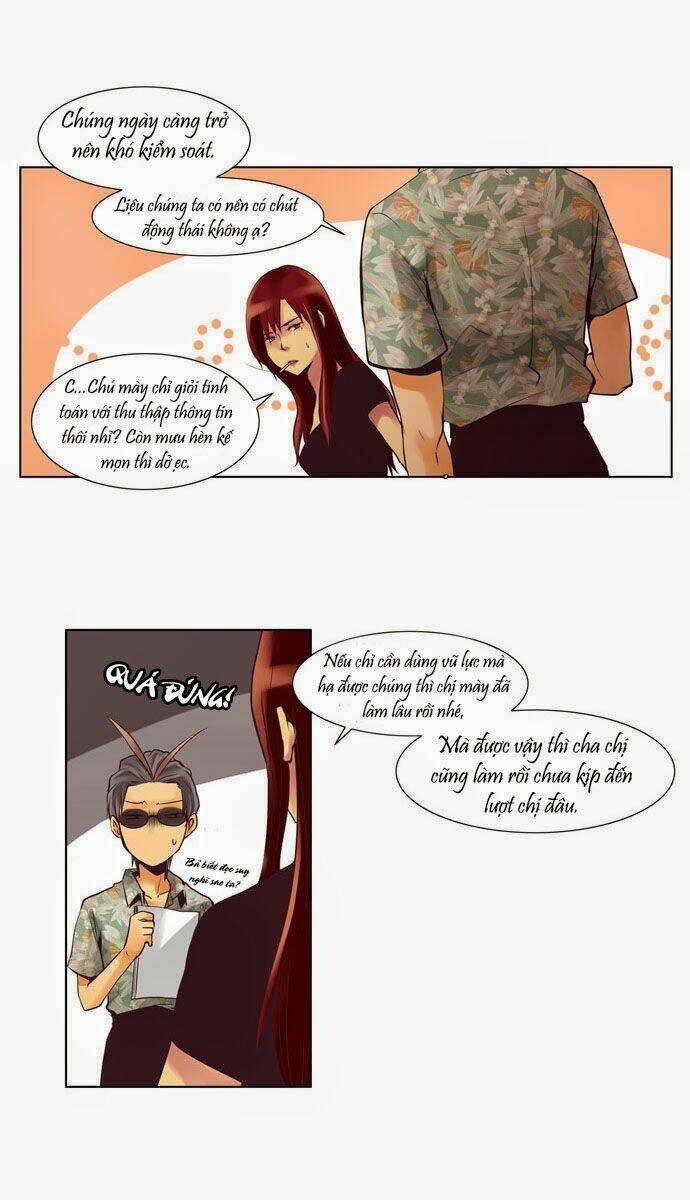 Chúng ngày càng trở
nên khó kiểm soát.
Liệu chúng ta có nên có chút
động thái không ạ?
C...Chú mày chỉ giỏi tính
toán với thu thập thông tin
thôi nhỉ? Còn mưu hèn kế
mọn thì dở ẹc.
QUÁ ĐÚNG!
Nếu chỉ cần dùng vũ lực mà
hạ được chúng thì chị mày đã
làm lâu rồi nhé,
Mà được vậy thì cha chị
cũng làm rồi chưa kịp đến
lượt chị đâu.
Bả biết đọc suy
nghĩ sao ta?